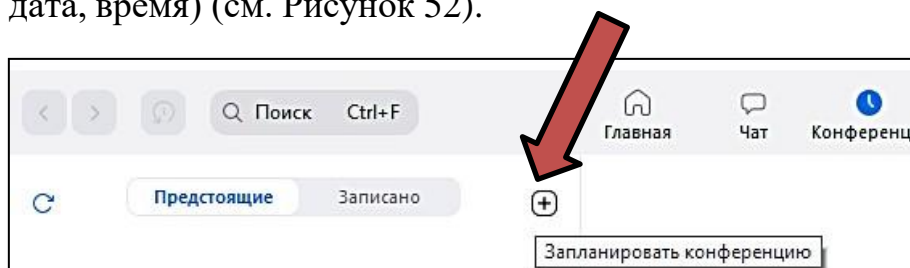 дата, время) (см. Рисунок 52).
Поиск Ctrl+F
Главная
Чат
Конференц
Предстоящие
Записано
Запланировать конференцию